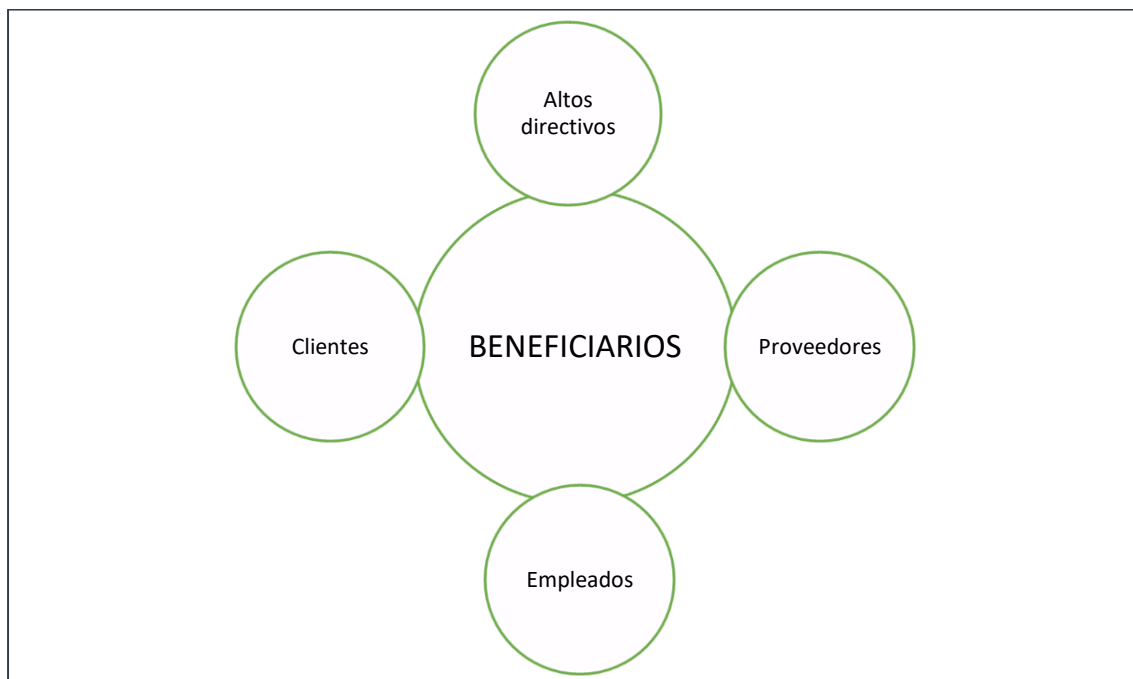 Altos
directivos
Clientes
BENEFICIARIOS
Proveedores
Empleados